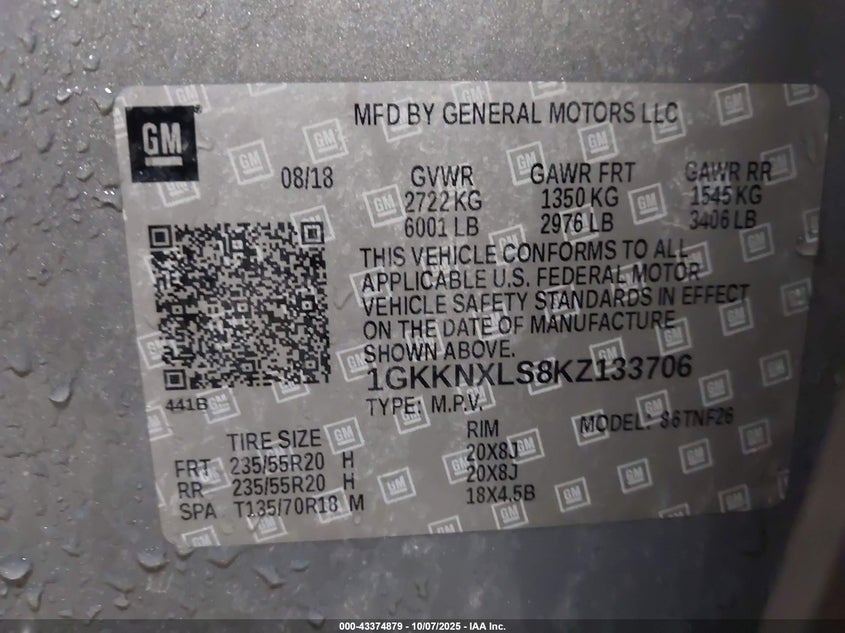 GM
MFD BY GENERAL MOTORS LLC
08/18
GVWR GAWR FRT GAWR RR
2722 KG 1350 KG 1545 KG
6001 LB 2976 LB 3406 LB
THIS VEHICLE CONFORMS TO ALL
APPLICABLE U.S. FEDERAL MOTOR
VEHICLE SAFETY STANDARDS IN EFFECT
ON THE DATE OF MANUFACTURE
SHOWN ABOVE.
1GKKNXLS8KZ133706
441B
TYPE: M.P.V. MODEL: 86TNF26
TIRE SIZE RIM
FRT 235/55R20 H 20X8J
RR 235/55R20 H 20X8J
SPA T135/70R18 M 18X4.5B
000-43374879 | 10/07/2025 - IAA Inc.